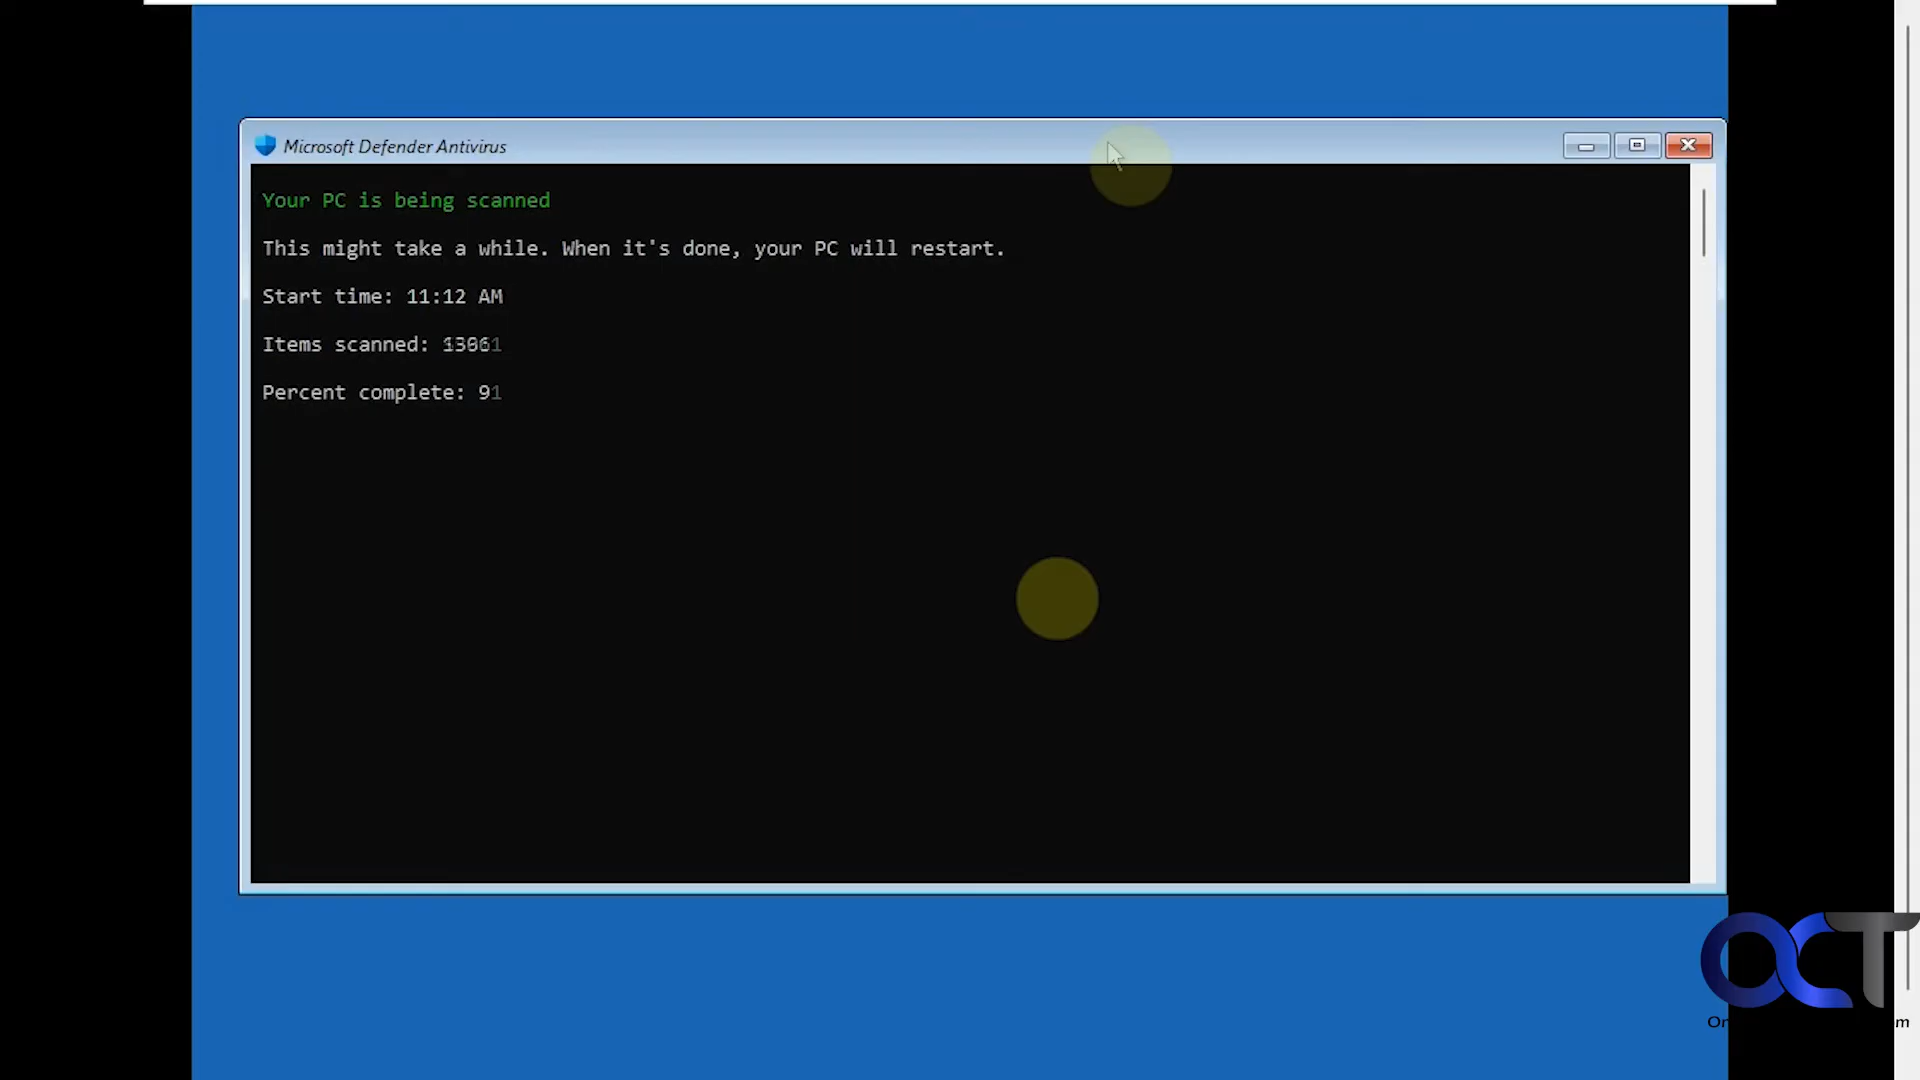 Microsoft Defender Antivirus
Your PC is being scanned
This might take a while. When it's done, your PC will restart.
Start time: 11:12 AM
Items scanned:
Percent complete:
OCT